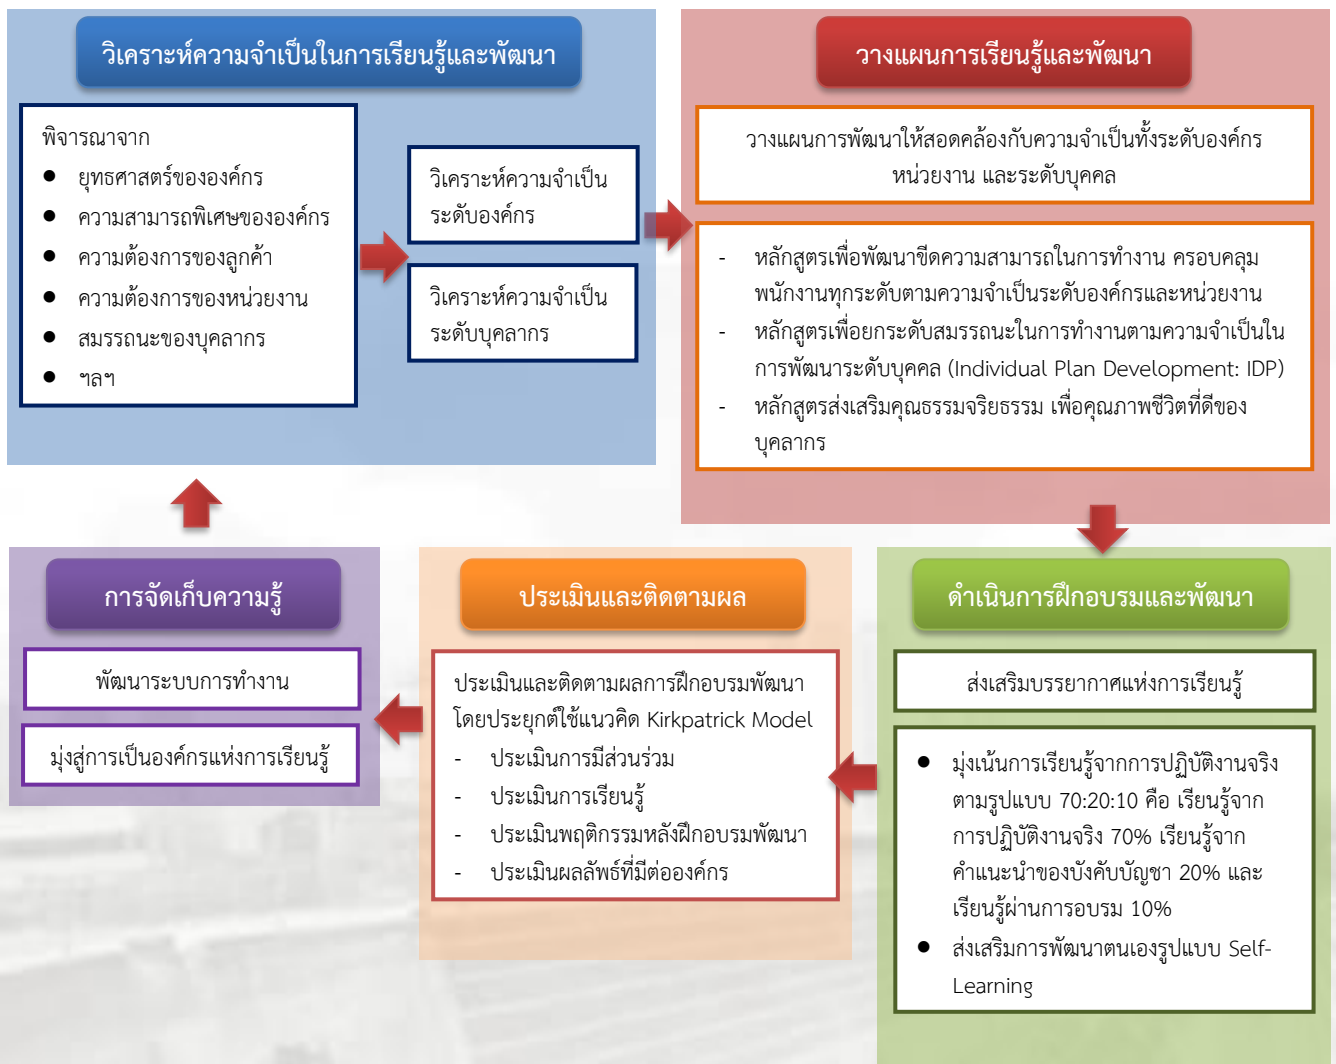 วิเคราะห์ความจำเป็นในการเรียนรู้และพัฒนา
พิจารณาจาก
● ยุทธศาสตร์ขององค์กร
● ความสามารถพิเศษขององค์กร
● ความต้องการของลูกค้า
● ความต้องการของหน่วยงาน
● สมรรถนะของบุคลากร
● ฯลฯ
วิเคราะห์ความจำเป็น
ระดับองค์กร
วิเคราะห์ความจำเป็น
ระดับบุคลากร
วางแผนการเรียนรู้และพัฒนา
วางแผนการพัฒนาให้สอดคล้องกับความจำเป็นทั้งระดับองค์กร
หน่วยงาน และระดับบุคคล
- หลักสูตรเพื่อพัฒนาขีดความสามารถในการทำงาน ครอบคลุม
พนักงานทุกระดับตามความจำเป็นระดับองค์กรและหน่วยงาน
- หลักสูตรเพื่อยกระดับสมรรถนะในการทำงานตามความจำเป็นใน
การพัฒนาระดับบุคคล (Individual Plan Development: IDP)
- หลักสูตรส่งเสริมคุณธรรมจริยธรรม เพื่อคุณภาพชีวิตที่ดีของ
บุคลากร
ดำเนินการฝึกอบรมและพัฒนา
ส่งเสริมบรรยากาศแห่งการเรียนรู้
● มุ่งเน้นการเรียนรู้จากการปฏิบัติงานจริง
ตามรูปแบบ 70:20:10 คือ เรียนรู้จาก
การปฏิบัติงานจริง 70% เรียนรู้จาก
คำแนะนำของบังคับบัญชา 20% และ
เรียนรู้ผ่านการอบรม 10%
● ส่งเสริมการพัฒนาตนเองรูปแบบ Self-
Learning
ประเมินและติดตามผล
ประเมินและติดตามผลการฝึกอบรมพัฒนา
โดยประยุกต์ใช้แนวคิด Kirkpatrick Model
- ประเมินการมีส่วนร่วม
- ประเมินการเรียนรู้
- ประเมินพฤติกรรมหลังฝึกอบรมพัฒนา
- ประเมินผลลัพธ์ที่มีต่อองค์กร
การจัดเก็บความรู้
พัฒนาระบบการทำงาน
มุ่งสู่การเป็นองค์กรแห่งการเรียนรู้